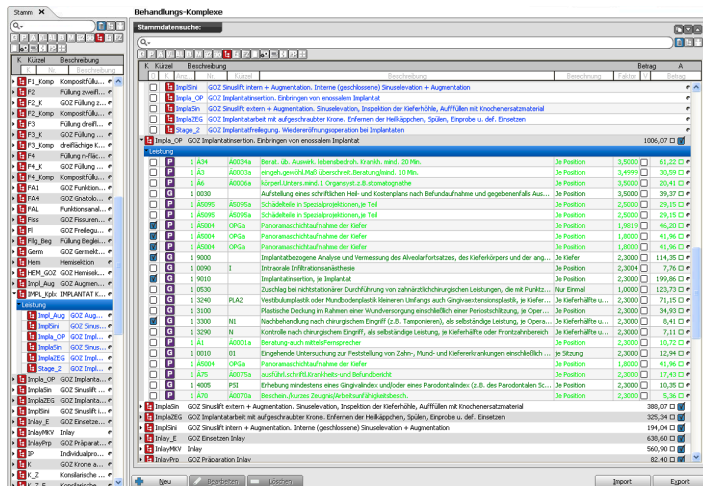 Stamm
Behandlungs-Komplexe
Stammdatensuche:
K Kürzel Beschreibung
K Nr. Beschreibung
F1_Komp Kompositfüllu...
F2 Füllung zweifl...
F2_K GOZ Füllung ...
F2_Komp Kompositfüllu...
F3 Füllung dreifl...
F3_K GOZ Füllung ...
F3_Komp dreiflächige K...
F4 Füllung n-fläc...
F4_K GOZ Füllung ...
F4_Komp Kompositfüllu...
FA1 GOZ Funktion...
FA4 GOZ Gnatolo...
FAL Funktionsanal...
Fiss GOZ Fissuren...
Fl GOZ Freilegu...
Fllg_Beg Füllung Beglei...
Germ GOZ Germekt...
Hem Hemisektion
HEM_GOZ GOZ Hemisek...
Impl_Aug GOZ Augmen...
IMPL_Kplx IMPLANTAT K...
Leistung
Impl_Aug GOZ Aug...
ImplSini GOZ Sinus...
Impla_OP GOZ Impl...
ImplaSin GOZ Sinus...
ImplaZEG GOZ Impl...
Stage_2 GOZ Impl...
Impla_OP GOZ Implanta...
ImplaSin GOZ Sinuslift ...
ImplaZEG GOZ Implanta...
ImplSini GOZ Sinuslift i...
Inlay_E GOZ Einsetze...
InlayMKV Inlay
InlayPrp GOZ Präparat...
IP Individualpro...
K GOZ Krone a...
K_Z Konsilarische ...
K_Z_E Konsilarische ...
K Kürzel Beschreibung Betrag A
K Anz. Nr. Kürzel Beschreibung Berechnung Faktor V Betrag
ImplSini GOZ Sinuslift intern + Augmentation. Interne (geschlossene) Sinuselevation + Augmentation
Impla_OP GOZ Implantatinsertion. Einbringen von enossalem Implantat
ImplaSin GOZ Sinuslift extern + Augmentation. Sinuselevation, Inspektion der Kieferhöhle, Aufffüllen mit Knochenersatzmaterial
ImplaZEG GOZ Implantatarbeit mit aufgeschraubter Krone. Enfernen der Heilkäppchen, Spülen, Einprobe u. def. Einsetzen
Stage_2 GOZ Implantatfreilegung. Wiedereröffnungsoperation bei Implantaten
Impla_OP GOZ Implantatinsertion. Einbringen von enossalem Implantat 1006,07
Leistung
P 1 Ä34 A0034a Berat. üb. Auswirk. lebensbedroh. Krankh. mind. 20 Min. Je Position 3,5000 61,22
P 1 Ä3 A0003a eingeh.gewöhl.Maß überschreit.Beratung/mind. 10 Min. Je Position 3,4999 30,59
P 1 Ä6 A0006a körperl.Unters.mind.1 Organsyst.z.B.stomatognathe Je Position 3,5000 20,41
G 1 0030 Aufstellung eines schriftlichen Heil- und Kostenplans nach Befundaufnahme und gegebenenfalls Aus... Je Position 3,5000 39,37
P 1 Ä5095 Ä5095a Schädelteile in Spezialprojektionen,je Teil Je Position 2,5000 29,15
P 1 Ä5095 Ä5095a Schädelteile in Spezialprojektionen,je Teil Je Position 2,5000 29,15
P 1 Ä5004 OPGa Panoramaschichtaufnahme der Kiefer Je Position 1,9819 46,20
P 1 Ä5004 OPGa Panoramaschichtaufnahme der Kiefer Je Position 1,8000 41,96
P 1 Ä5004 OPGa Panoramaschichtaufnahme der Kiefer Je Position 1,8000 41,96
G 1 9000 Implantatbezogene Analyse und Vermessung des Alveolarfortsatzes, des Kieferkörpers und der ang... Je Kiefer 2,3000 114,35
G 1 0090 I Intraorale Infiltrationsanästhesie Je Position 2,3004 7,76
G 1 9010 Implantatinsertion, je Implantat Je Position 2,3000 199,86
G 1 0530 Zuschlag bei nichtstationärer Durchführung von zahnärztlichchirurgischen Leistungen, die mit Punktz... Nur Einmal 1,0000 123,73
G 1 3240 PLA2 Vestibulumplastik oder Mundbodenplastik kleineren Umfangs auch Gingivaextensionsplastik, je Kiefer... Je Kieferhälfte u... 2,3000 71,15
G 1 3100 Plastische Deckung im Rahmen einer Wundversorgung einschließlich einer Periostschlitzung, je Oper... Je Position 2,3000 34,93
G 1 3300 N1 Nachbehandlung nach chirurgischem Eingriff (z.B. Tamponieren), als selbständige Leistung, je Opera... Je Kieferhälfte u... 2,3000 8,41
G 1 3290 N Kontrolle nach chirurgischem Eingriff, als selbständige Leistung, je Kieferhälfte oder Frontzahnbereich Je Kieferhälfte u... 2,3000 7,11
P 1 Ä1 A0001a Beratung-auch mittelsFernsprecher Je Position 2,3000 10,72
G 1 0010 01 Eingehende Untersuchung zur Feststellung von Zahn-, Mund- und Kiefererkrankungen einschließlich ... je Sitzung 2,3000 12,94
P 1 Ä5004 OPGa Panoramaschichtaufnahme der Kiefer Je Position 1,8000 41,96
P 1 Ä75 A0075a ausführl.schriftl.Krankheits-und Befundbericht Je Position 2,3000 17,43
G 1 4005 PSI Erhebung mindestens eines Gingivalindex und/oder eines Parodontalindex (z.B. des Parodontalen Sc... Je Position 2,3000 10,35
P 1 Ä70 A0070a Beschein./kurzes Zeugnis/Arbeitsunfähigkeitsbesch. Je Position 2,3000 5,36
ImplaSin GOZ Sinuslift extern + Augmentation. Sinuselevation, Inspektion der Kieferhöhle, Aufffüllen mit Knochenersatzmaterial 388,07
ImplaZEG GOZ Implantatarbeit mit aufgeschraubter Krone. Enfernen der Heilkäppchen, Spülen, Einprobe u. def. Einsetzen 325,34
ImplSini GOZ Sinuslift intern + Augmentation. Interne (geschlossene) Sinuselevation + Augmentation 194,04
Inlay_E GOZ Einsetzen Inlay 638,60
InlayMKV Inlay 560,90
InlayPrp GOZ Präparation Inlay 82,40
Neu Bearbeiten Löschen Import Export